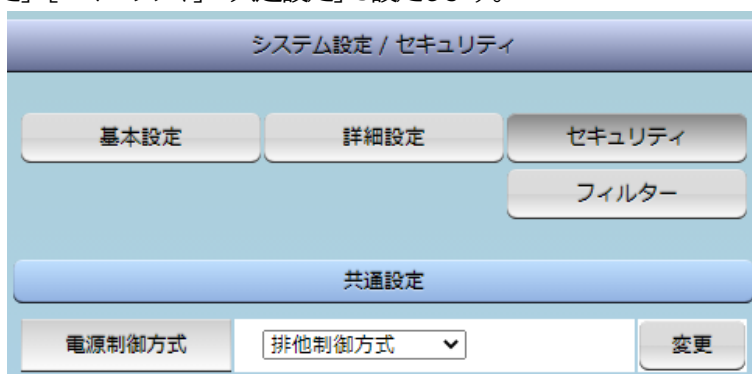 システム設定 / セキュリティ
基本設定 詳細設定 セキュリティ
フィルター
共通設定
電源制御方式 排他制御方式 変更